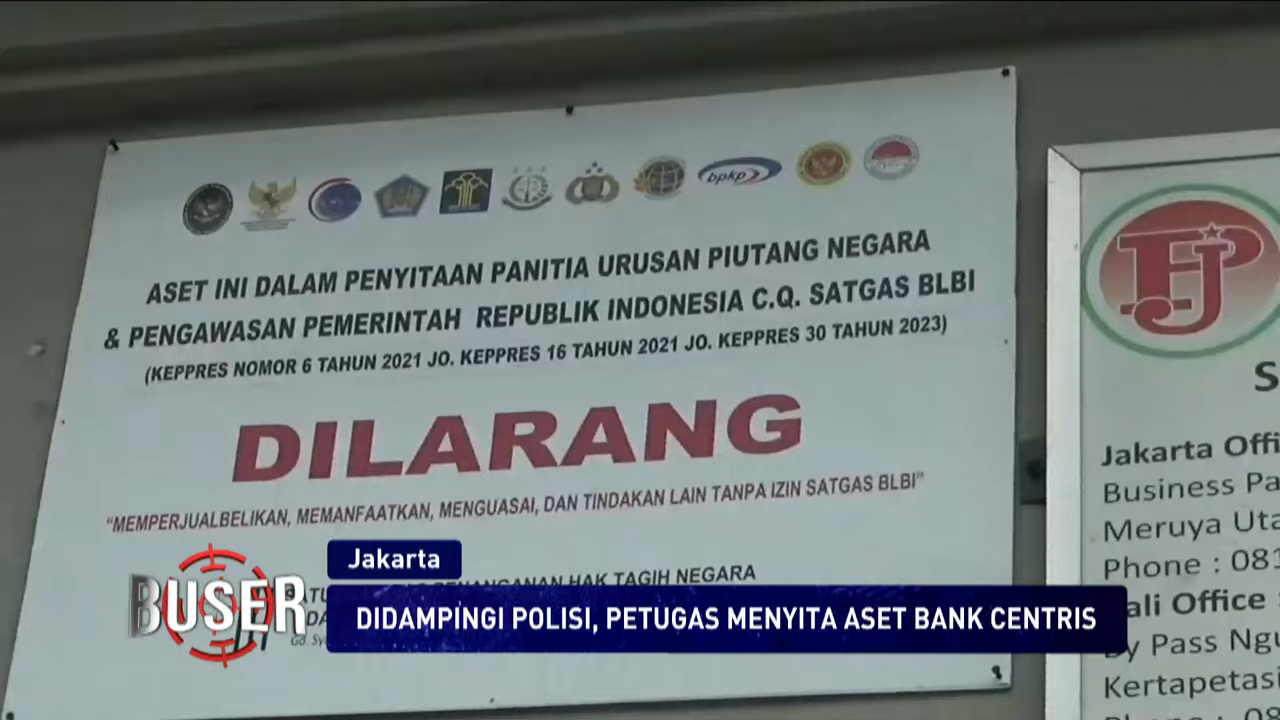 bpkp
ASET INI DALAM PENYITAAN PANITIA URUSAN PIUTANG NEGARA
& PENGAWASAN PEMERINTAH REPUBLIK INDONESIA C.Q. SATGAS BLBI
(KEPPRES NOMOR 6 TAHUN 2021 JO. KEPPRES 16 TAHUN 2021 JO. KEPPRES 30 TAHUN 2023)
DILARANG
"MEMPERJUALBELIKAN, MEMANFAATKAN, MENGUASAI, DAN TINDAKAN LAIN TANPA IZIN SATGAS BLBI"
HAK TAGIH NEGARA
Gd. Sy
BUSER
Jakarta
DIDAMPINGI POLISI, PETUGAS MENYITA ASET BANK CENTRIS
S
Jakarta Offi
Business Pa
Meruya Uta
Phone : 081
ali Office :
y Pass Ngu
Kertapetasi